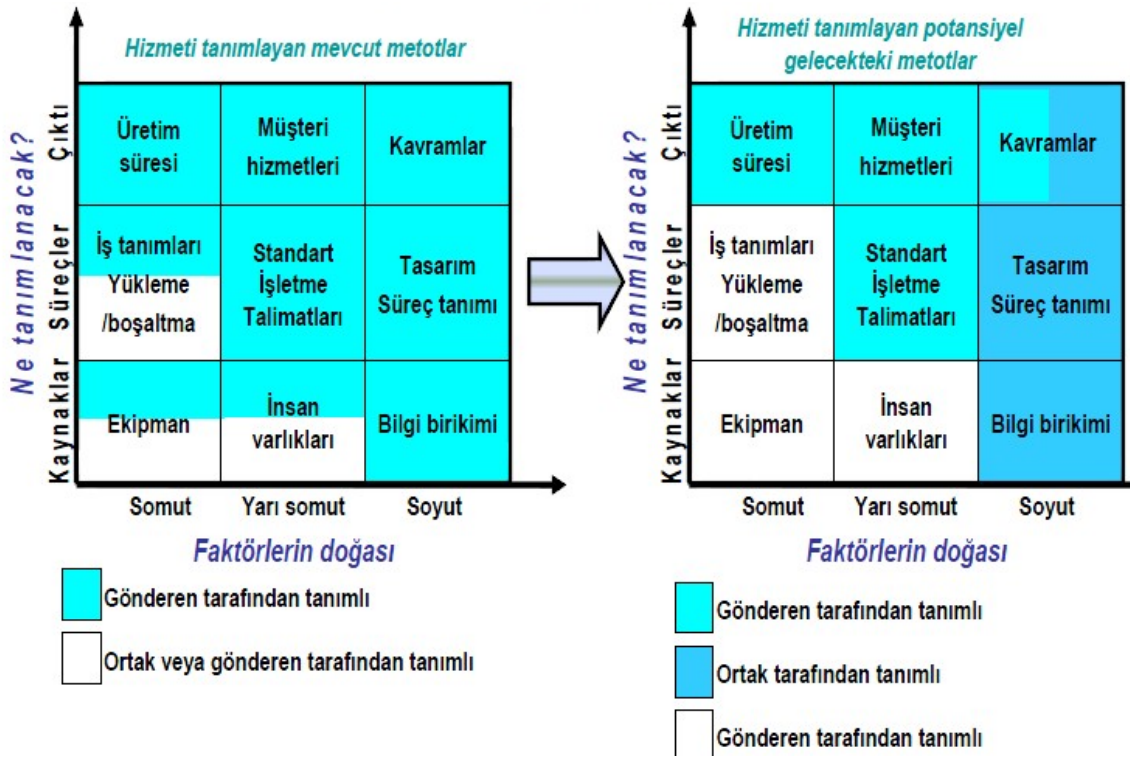 Hizmeti tanımlayan mevcut metotlar
Ne tanımlanacak?
Çıktı
Süreçler
Kaynaklar
Üretim
süresi
Müşteri
hizmetleri
Kavramlar
İş tanımları
Yükleme
/boşaltma
Standart
İşletme
Talimatları
Tasarım
Süreç tanımı
Ekipman
İnsan
varlıkları
Bilgi birikimi
Somut
Yarı somut
Soyut
Faktörlerin doğası
Gönderen tarafından tanımlı
Ortak veya gönderen tarafından tanımlı
Hizmeti tanımlayan potansiyel
gelecekteki metotlar
Ne tanımlanacak?
Çıktı
Süreçler
Kaynaklar
Üretim
süresi
Müşteri
hizmetleri
Kavramlar
İş tanımları
Yükleme
/boşaltma
Standart
İşletme
Talimatları
Tasarım
Süreç tanımı
Ekipman
İnsan
varlıkları
Bilgi birikimi
Somut
Yarı somut
Soyut
Faktörlerin doğası
Gönderen tarafından tanımlı
Ortak tarafından tanımlı
Gönderen tarafından tanımlı